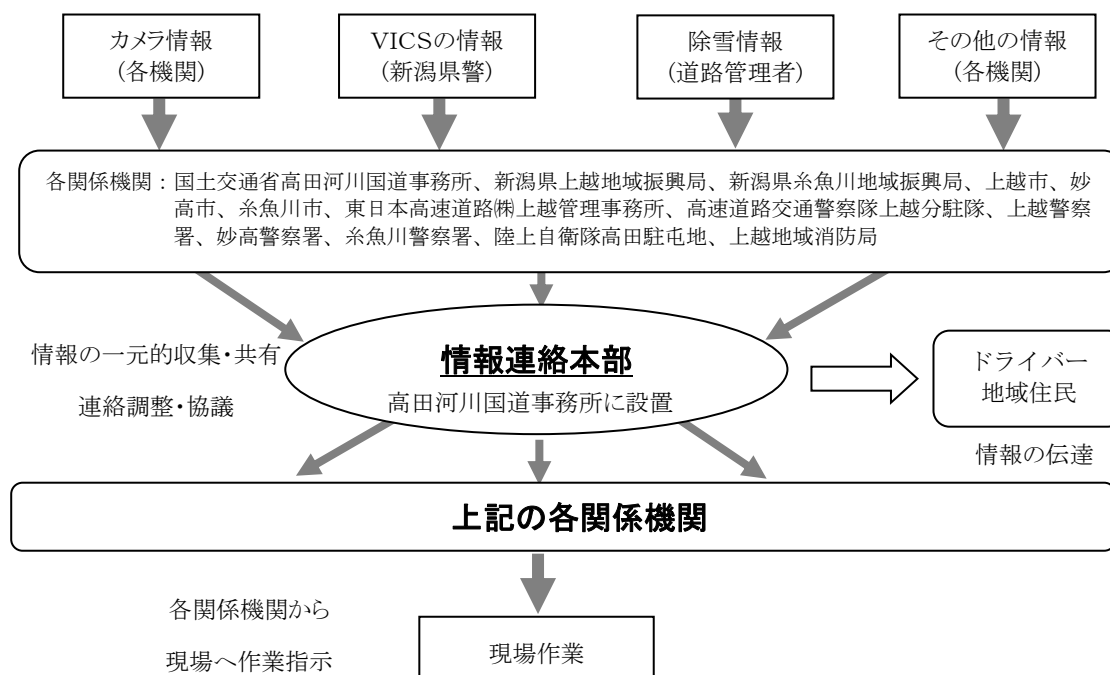 カメラ情報
(各機関)
VICSの情報
(新潟県警)
除雪情報
(道路管理者)
その他の情報
(各機関)
各関係機関：国土交通省高田河川国道事務所、新潟県上越地域振興局、新潟県糸魚川地域振興局、上越市、妙
高市、糸魚川市、東日本高速道路㈱上越管理事務所、高速道路交通警察隊上越分駐隊、上越警察
署、妙高警察署、糸魚川警察署、陸上自衛隊高田駐屯地、上越地域消防局
情報の一元的収集・共有
連絡調整・協議
情報連絡本部
高田河川国道事務所に設置
ドライバー
地域住民
情報の伝達
上記の各関係機関
各関係機関から
現場へ作業指示
現場作業